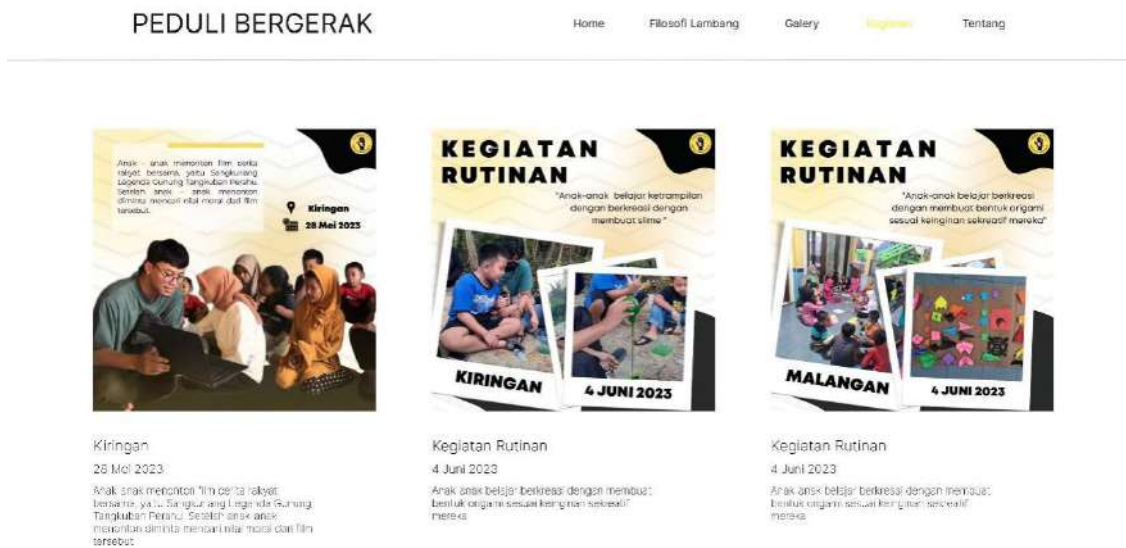 PEDULI BERGERAK
Home Filosofi Lambang Galery Kegiatan Tentang
Anak - anak menonton film cerita
rakyat bersama, yaitu Sangkuriang
Legenda Gunung Tangkuban Perahu.
Setelah anak - anak menonton
diminta mencari nilai moral dari film
tersebut.
Kiringan
28 Mei 2023
KEGIATAN
RUTINAN
"Anak-anak belajar ketrampilan
dengan berkreasi dengan
membuat slime "
KIRINGAN
4 JUNI 2023
KEGIATAN
RUTINAN
"Anak-anak belajar berkreasi
dengan membuat bentuk origami
sesuai keinginan sekreatif mereka"
MALANGAN
4 JUNI 2023
Kiringan
28 Mei 2023
Anak anak menonton film cerita rakyat
bersama, yaitu Sangkuriang Legenda Gunung
Tangkuban Perahu. Setelah anak anak
menonton diminta mencari nilai moral dari film
tersebut
Kegiatan Rutinan
4 Juni 2023
Anak anak belajar berkreasi dengan membuat
bentuk origami sesuai keinginan sekreatif
mereka
Kegiatan Rutinan
4 Juni 2023
Anak anak belajar berkreasi dengan membuat
bentuk origami sesuai keinginan sekreatif
mereka